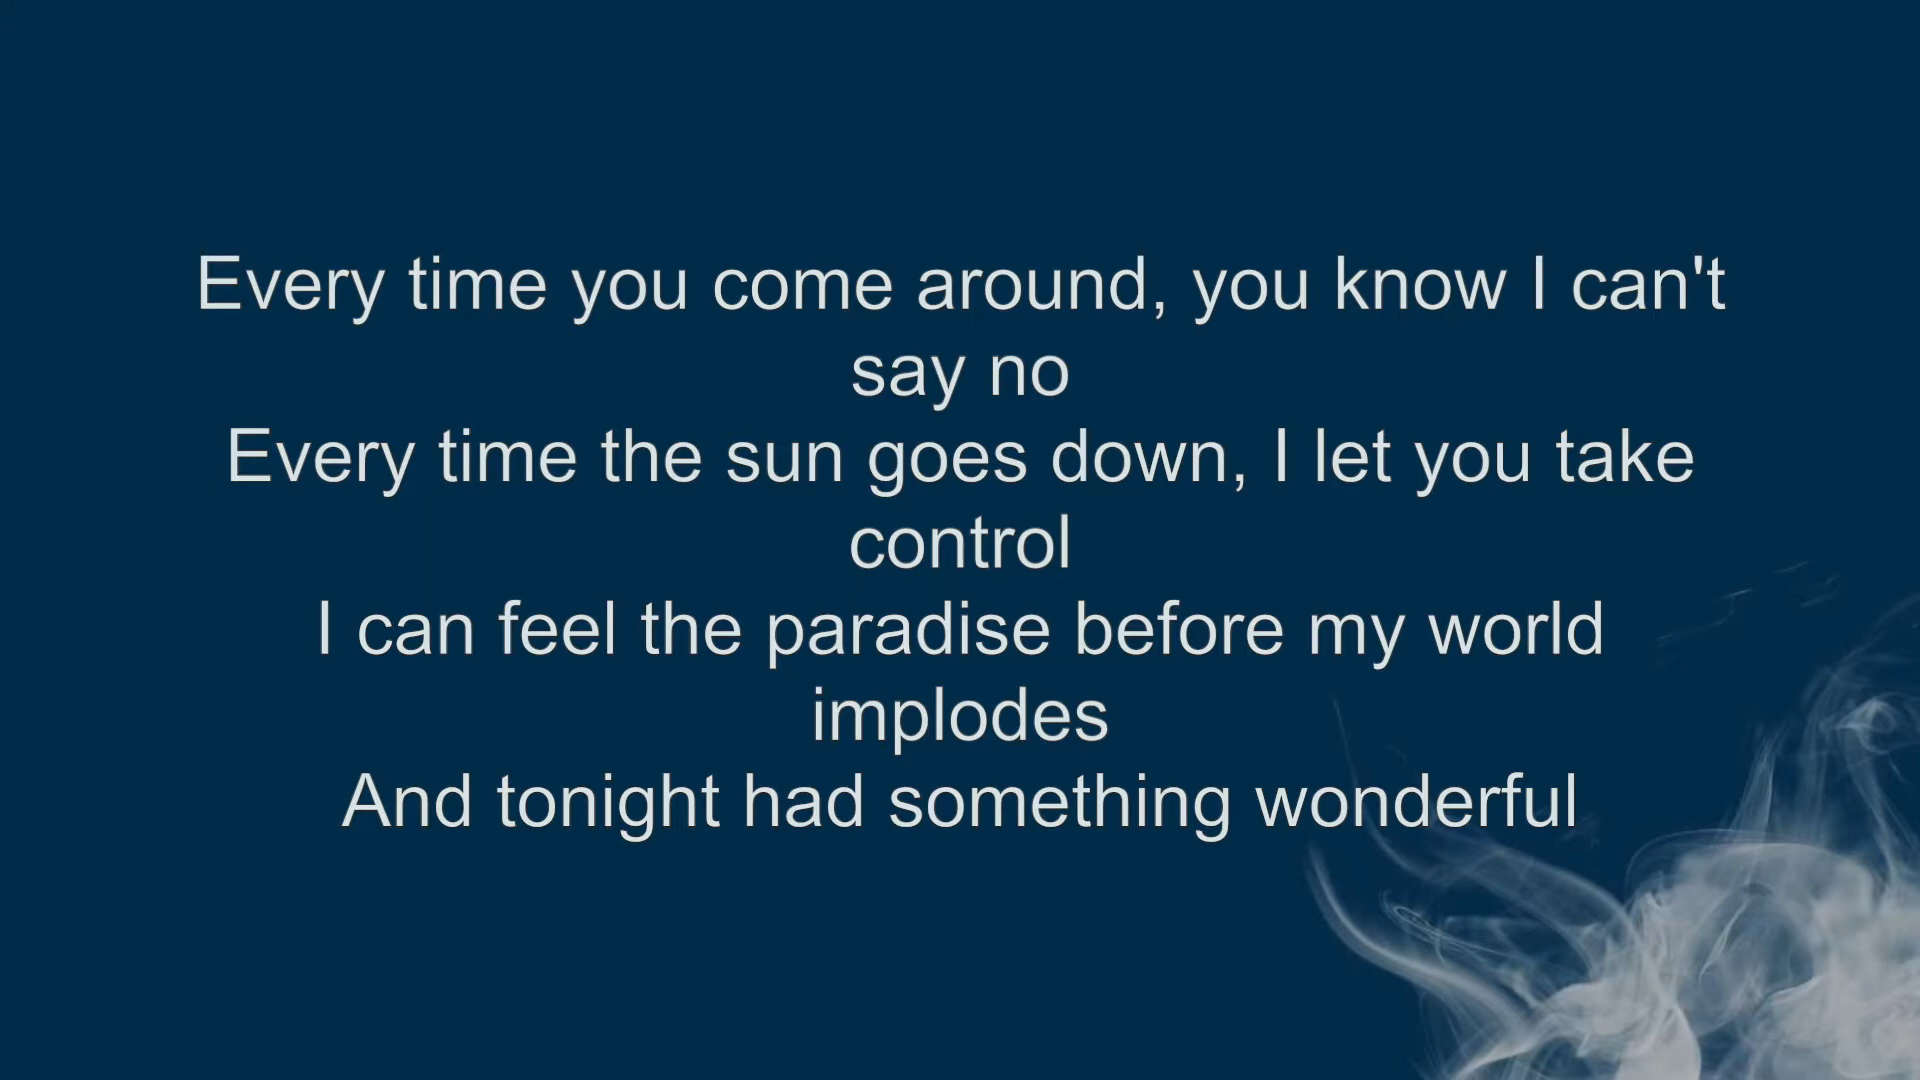 Every time you come around, you know I can't
say no
Every time the sun goes down, I let you take
control
I can feel the paradise before my world
implodes
And tonight had something wonderful